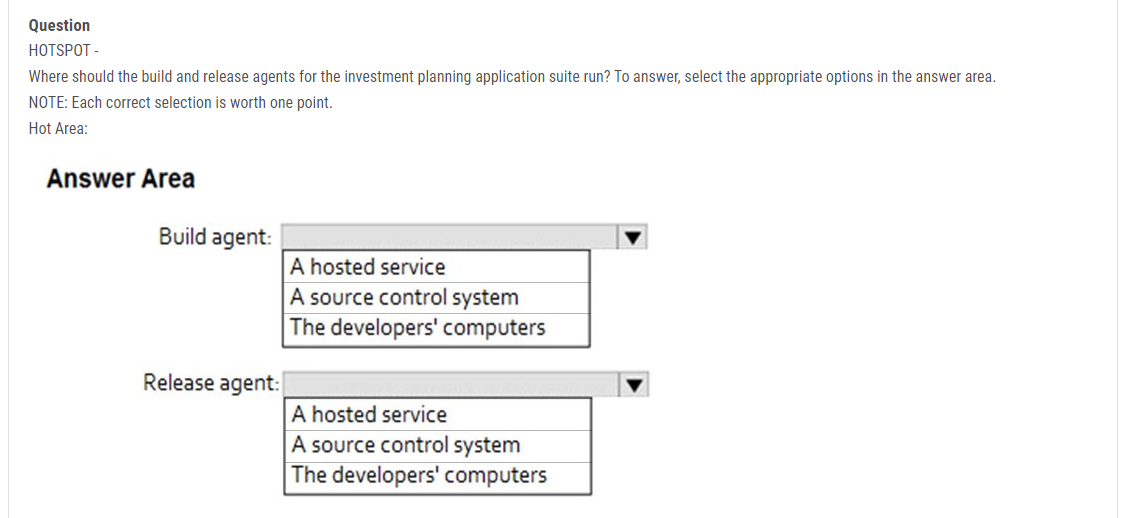 Question
HOTSPOT -
Where should the build and release agents for the investment planning application suite run? To answer, select the appropriate options in the answer area.
NOTE: Each correct selection is worth one point.
Hot Area:
Answer Area
Build agent:
A hosted service
A source control system
The developers' computers
Release agent:
A hosted service
A source control system
The developers' computers